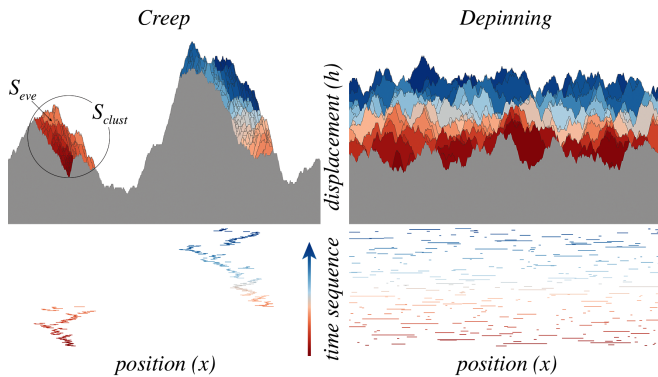 Creep
Depinning
S_eve
S_clust
displacement (h)
time sequence
position (x)
position (x)